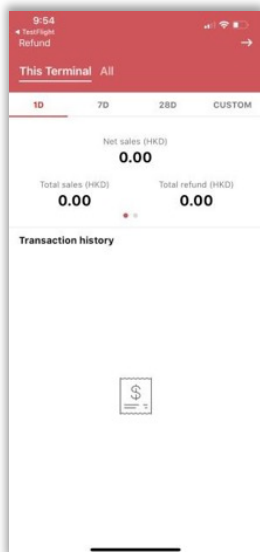 9:54
◀ TestFlight
Refund
→
This Terminal All
1D 7D 28D CUSTOM
Net sales (HKD)
0.00
Total sales (HKD) Total refund (HKD)
0.00 0.00
Transaction history
$